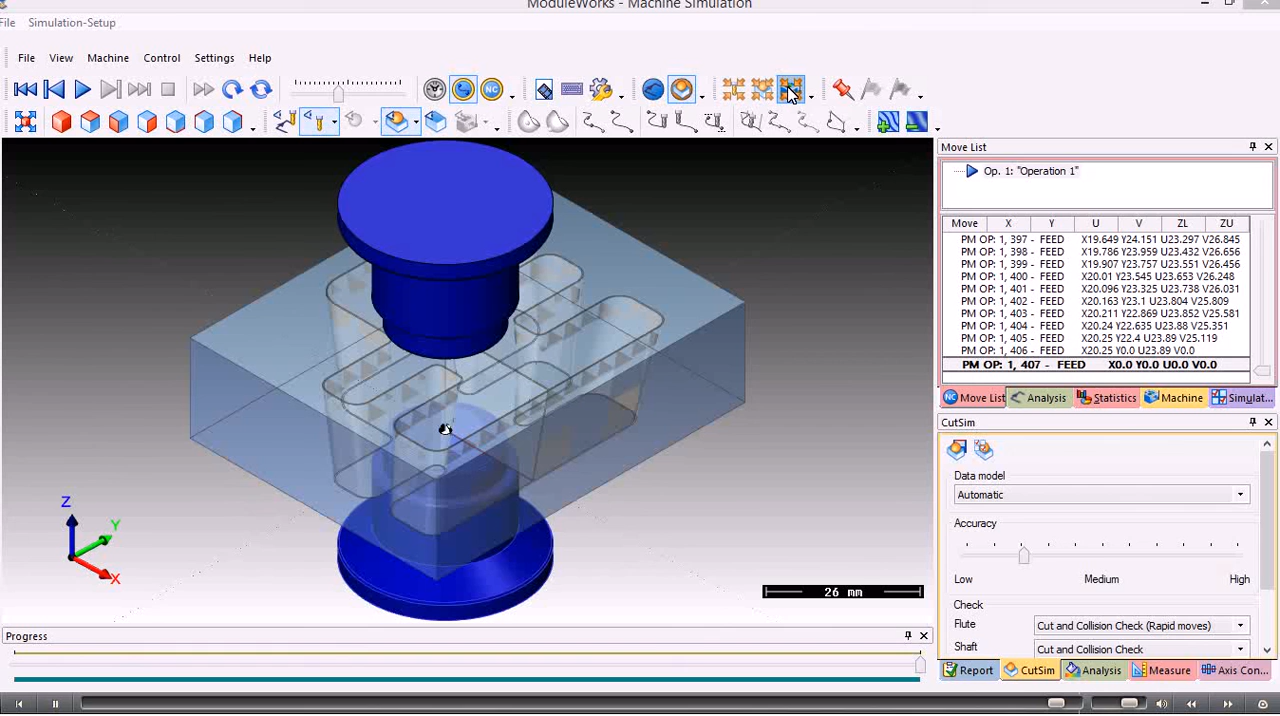 ModuleWorks - Machine Simulation
File Simulation-Setup
File View Machine Control Settings Help
NC
Move List
Op. 1: "Operation 1"
Move X Y U V ZL ZU
PM OP: 1, 397 - FEED X19.649 Y24.151 U23.297 V26.845
PM OP: 1, 398 - FEED X19.786 Y23.959 U23.432 V26.656
PM OP: 1, 399 - FEED X19.907 Y23.757 U23.551 V26.456
PM OP: 1, 400 - FEED X20.01 Y23.545 U23.653 V26.248
PM OP: 1, 401 - FEED X20.096 Y23.325 U23.738 V26.031
PM OP: 1, 402 - FEED X20.163 Y23.1 U23.804 V25.809
PM OP: 1, 403 - FEED X20.211 Y22.869 U23.852 V25.581
PM OP: 1, 404 - FEED X20.24 Y22.635 U23.88 V25.351
PM OP: 1, 405 - FEED X20.25 Y22.4 U23.89 V25.119
PM OP: 1, 406 - FEED X20.25 Y0.0 U23.89 V0.0
PM OP: 1, 407 - FEED X0.0 Y0.0 U0.0 V0.0
NC Move List Analysis Statistics Machine Simulat...
CutSim
Data model
Automatic
Accuracy
Low Medium High
Check
Flute Cut and Collision Check (Rapid moves)
Shaft Cut and Collision Check
Report CutSim Analysis Measure Axis Con...
Z
Y
X
26 mm
Progress